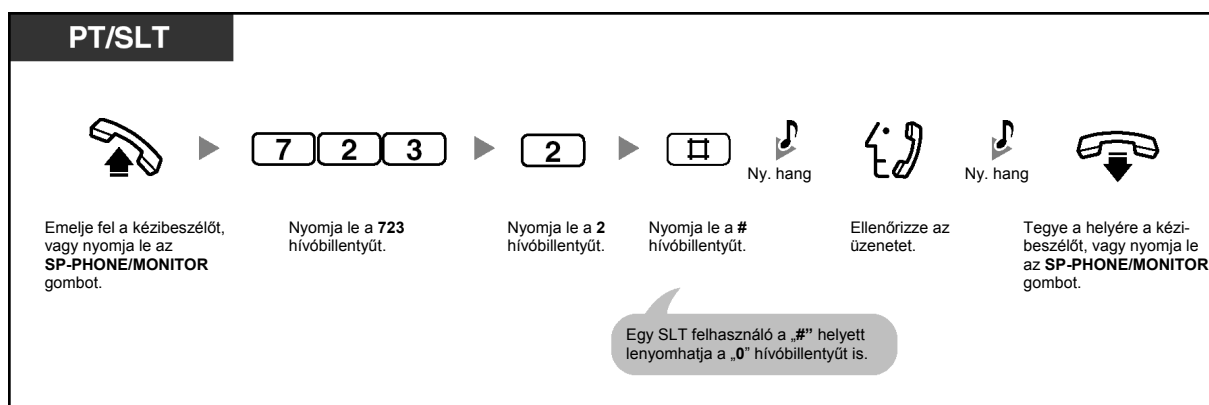 PT/SLT
7 2 3
2
#
Ny. hang
Ny. hang
Emelje fel a kézibeszélőt,
vagy nyomja le az
SP-PHONE/MONITOR
gombot.
Nyomja le a 723
hívóbillentyűt.
Nyomja le a 2
hívóbillentyűt.
Nyomja le a #
hívóbillentyűt.
Ellenőrizze az
üzenetet.
Tegye a helyére a kézi-
beszélőt, vagy nyomja le
az SP-PHONE/MONITOR
gombot.
Egy SLT felhasználó a „#” helyett
lenyomhatja a „0” hívóbillentyűt is.